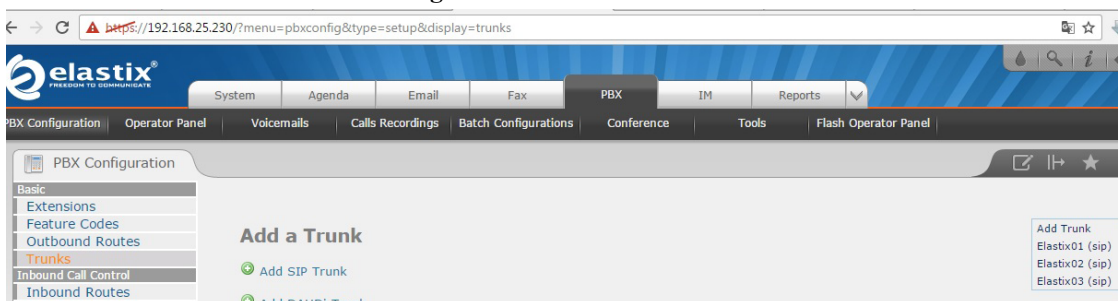 https://192.168.25.230/?menu=pbxconfig&type=setup&display=trunks
elastix®
FREEDOM TO COMMUNICATE
System Agenda Email Fax PBX IM Reports
PBX Configuration Operator Panel Voicemails Calls Recordings Batch Configurations Conference Tools Flash Operator Panel
PBX Configuration
Basic
Extensions
Feature Codes
Outbound Routes
Trunks
Inbound Call Control
Inbound Routes
Add a Trunk
Add SIP Trunk
Add Trunk
Elastix01 (sip)
Elastix02 (sip)
Elastix03 (sip)